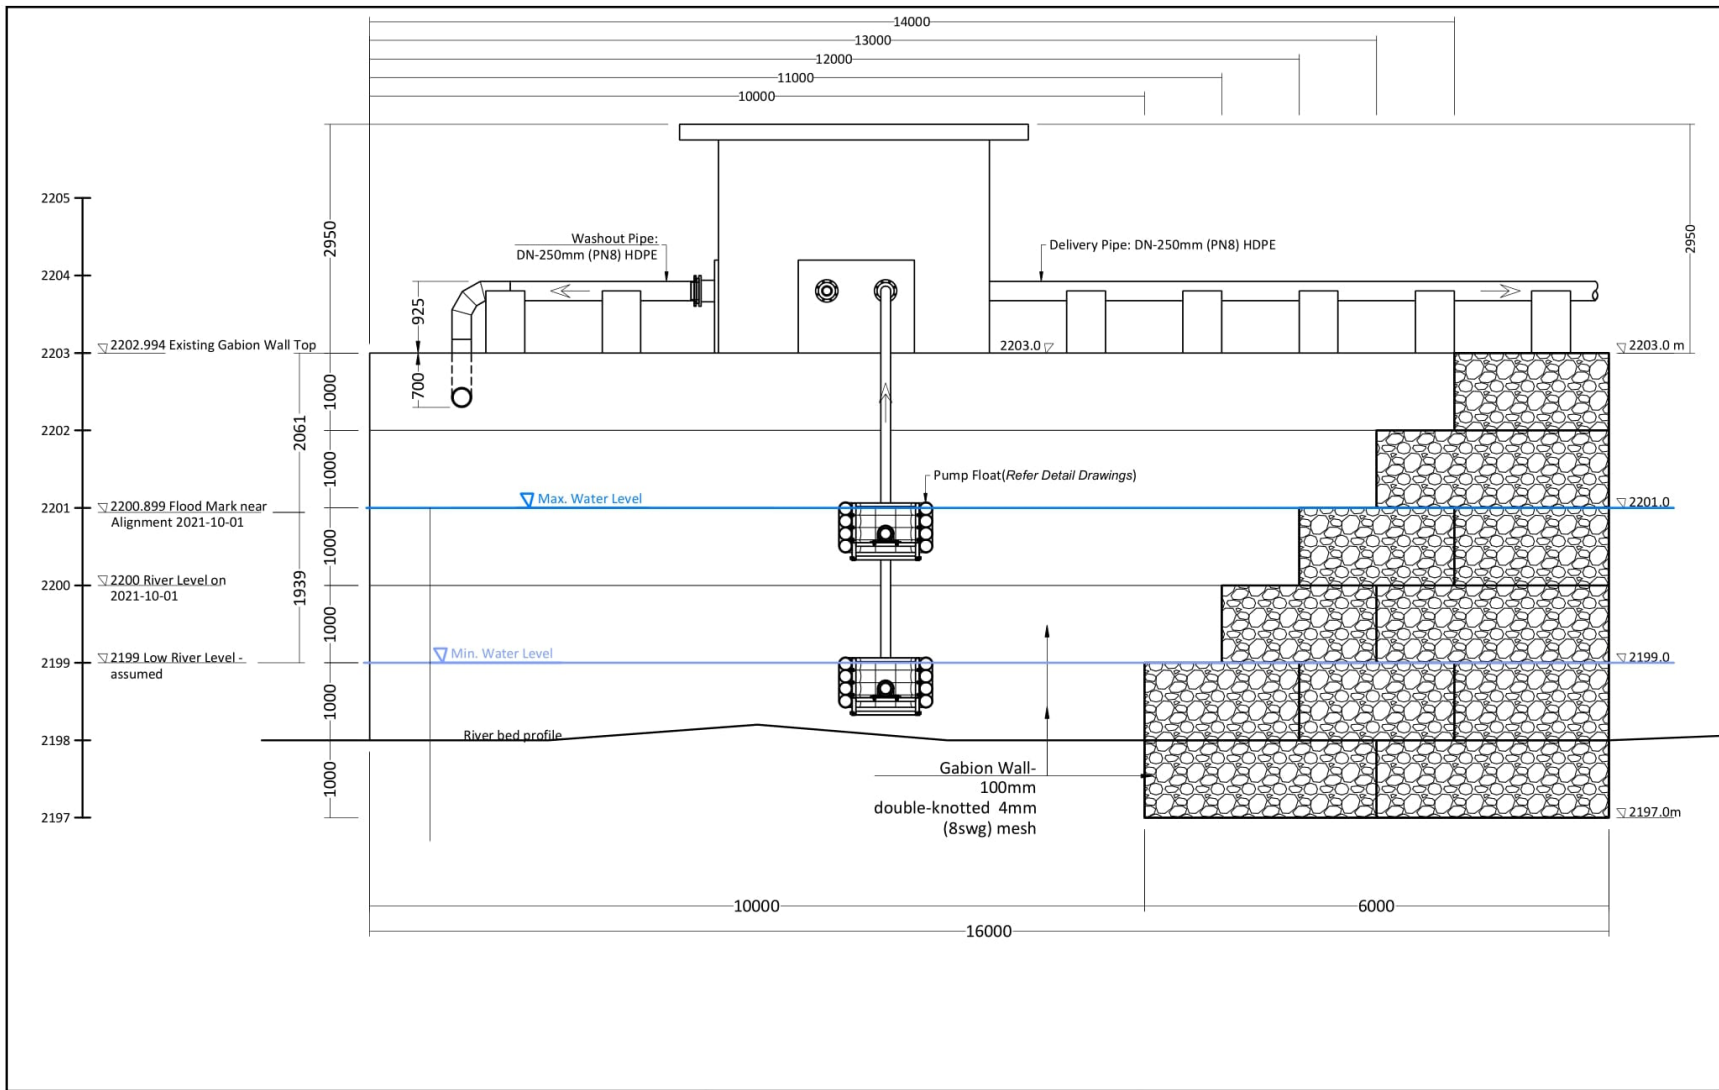 14000
13000
12000
11000
10000
2205
2204
2203
2202
2201
2200
2199
2198
2197
2950
Washout Pipe:
DN-250mm (PN8) HDPE
Delivery Pipe: DN-250mm (PN8) HDPE
2950
925
700
2202.994 Existing Gabion Wall Top
2203.0
2203.0 m
1000
2061
1000
Pump Float(Refer Detail Drawings)
2200.899 Flood Mark near
Alignment 2021-10-01
Max. Water Level
2201.0
1000
1939
2200 River Level on
2021-10-01
1000
2199 Low River Level -
assumed
Min. Water Level
2199.0
1000
River bed profile
1000
Gabion Wall-
100mm
double-knotted 4mm
(8swg) mesh
2197.0m
10000
6000
16000